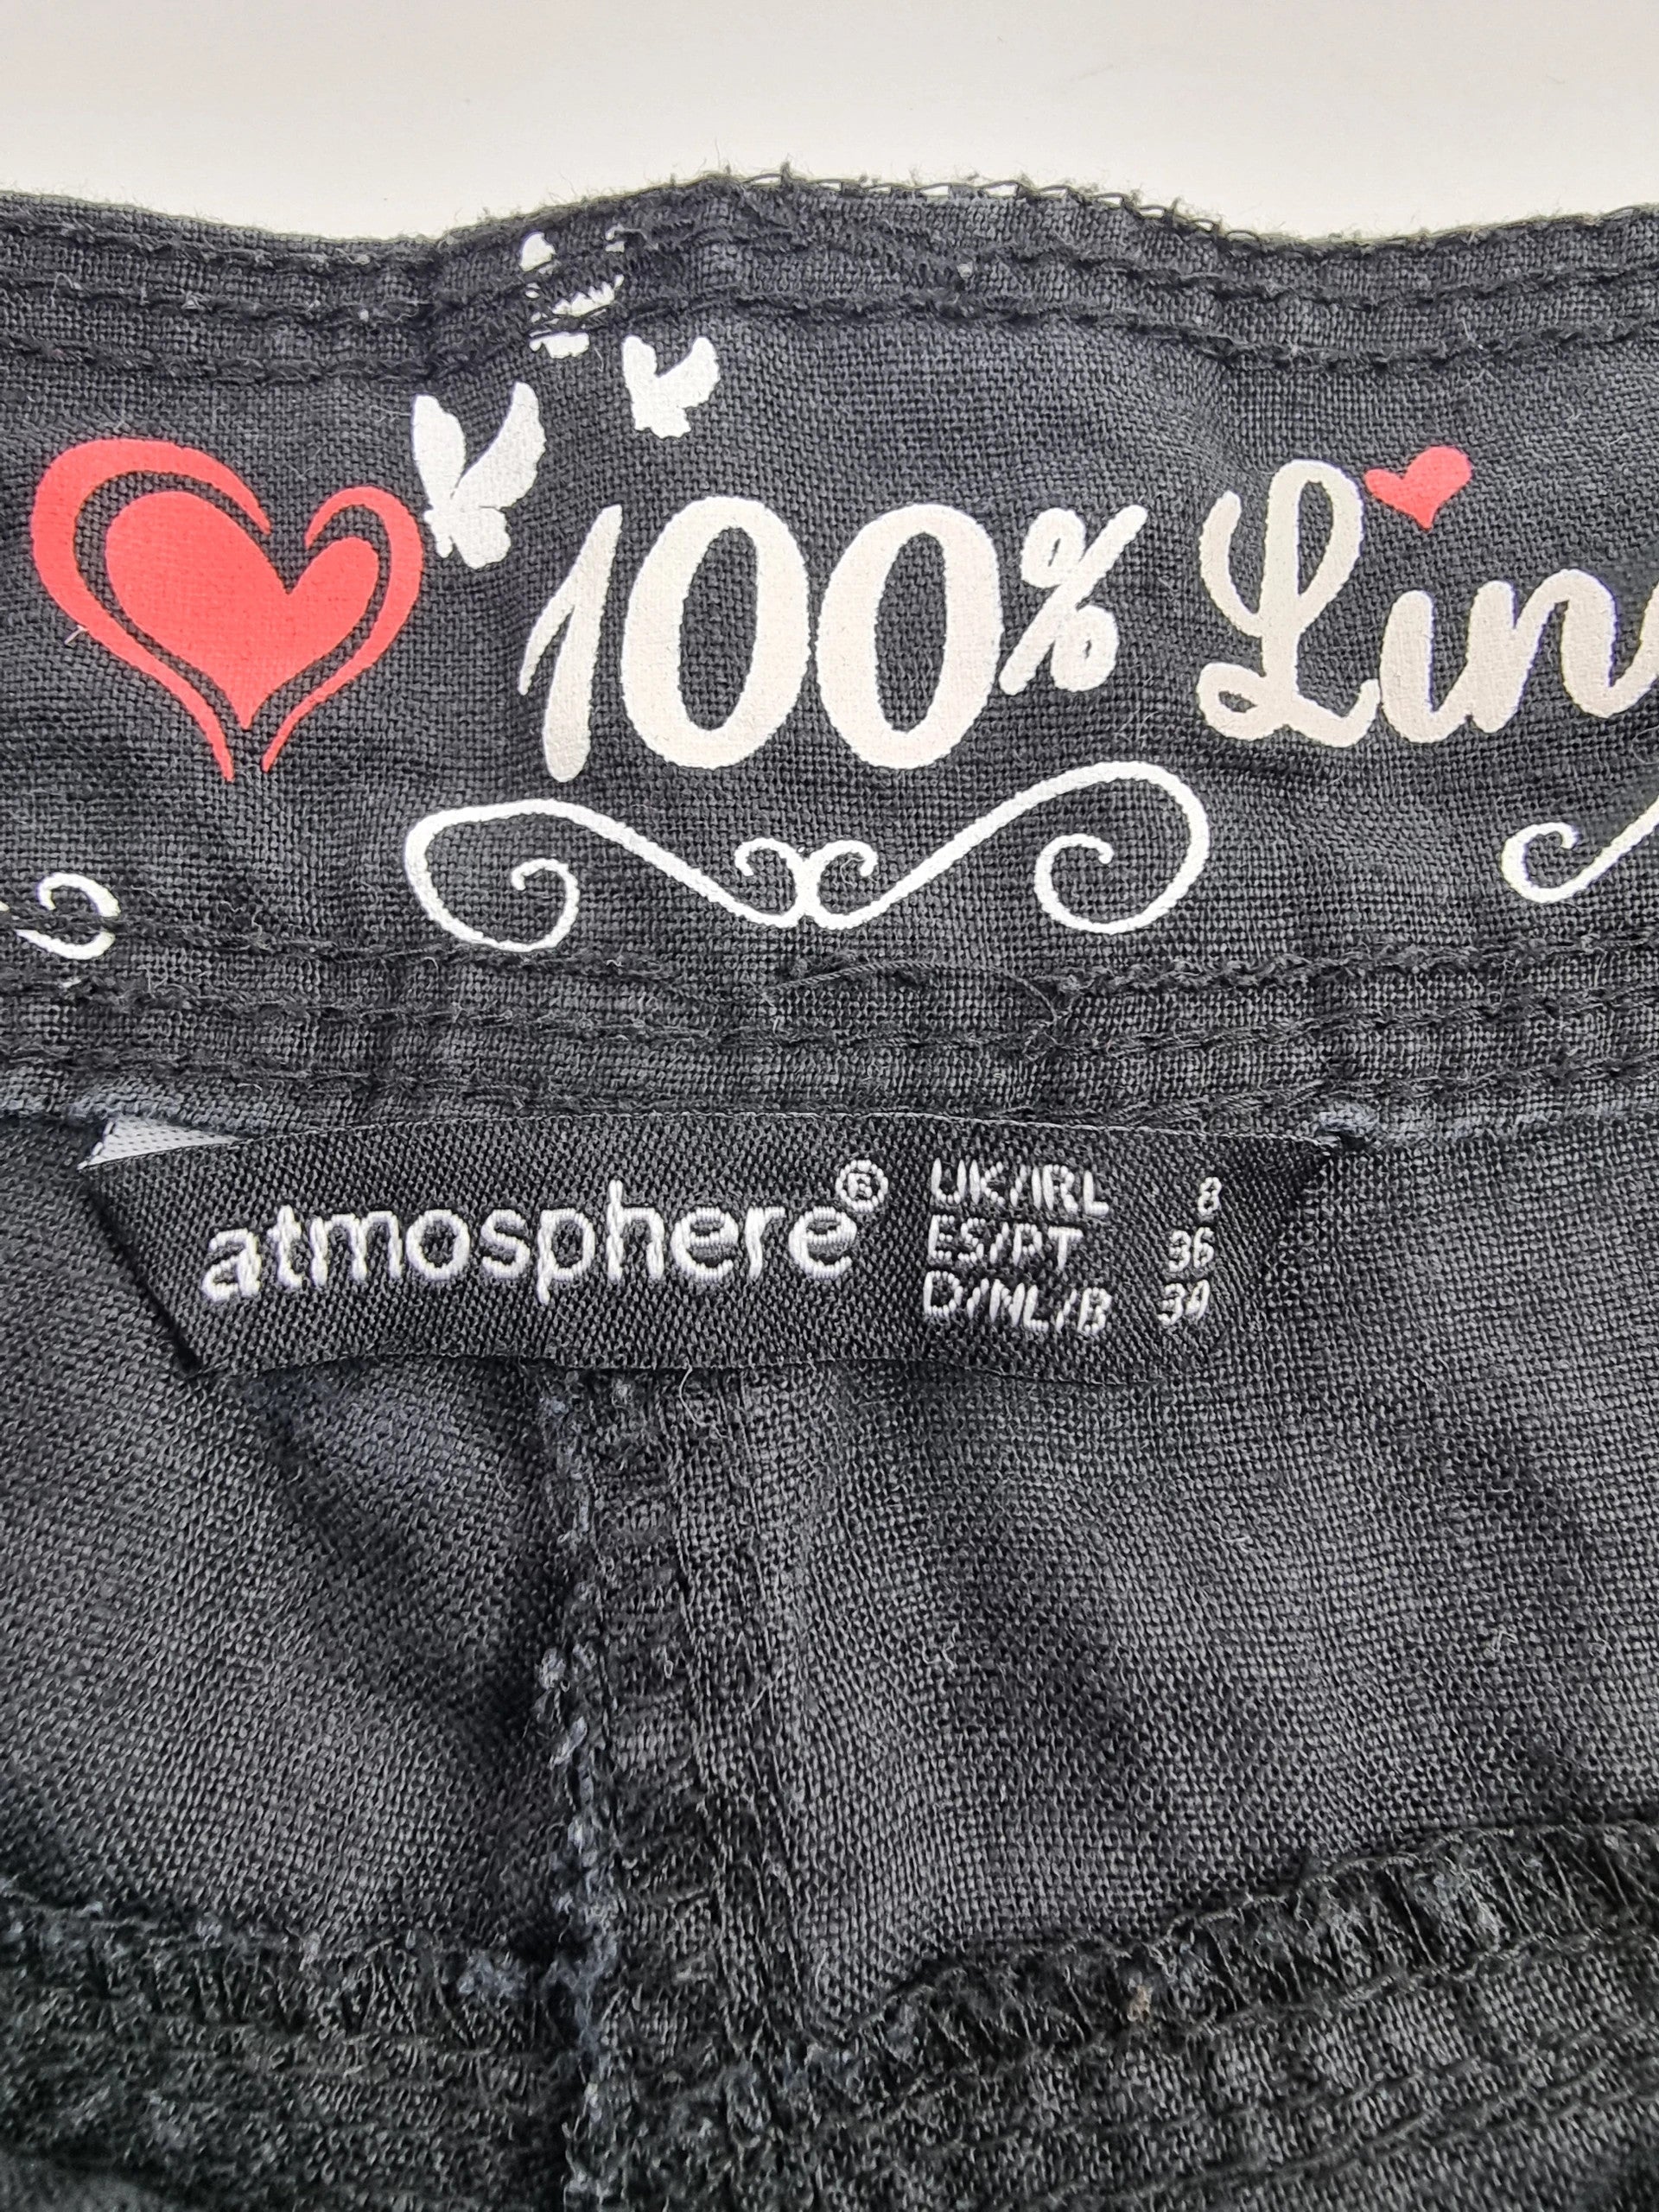 100% Lin
atmosphere® UK/IRL 8
ES/PT 36
D/NL/B 34